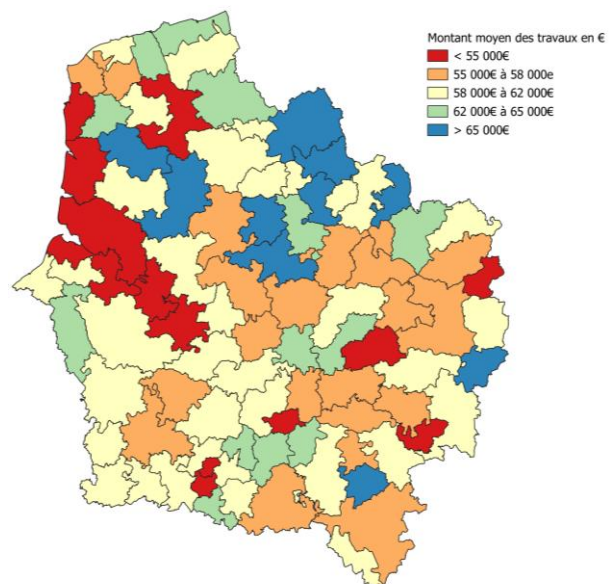 Montant moyen des travaux en €
< 55 000€
55 000€ à 58 000e
58 000€ à 62 000€
62 000€ à 65 000€
> 65 000€